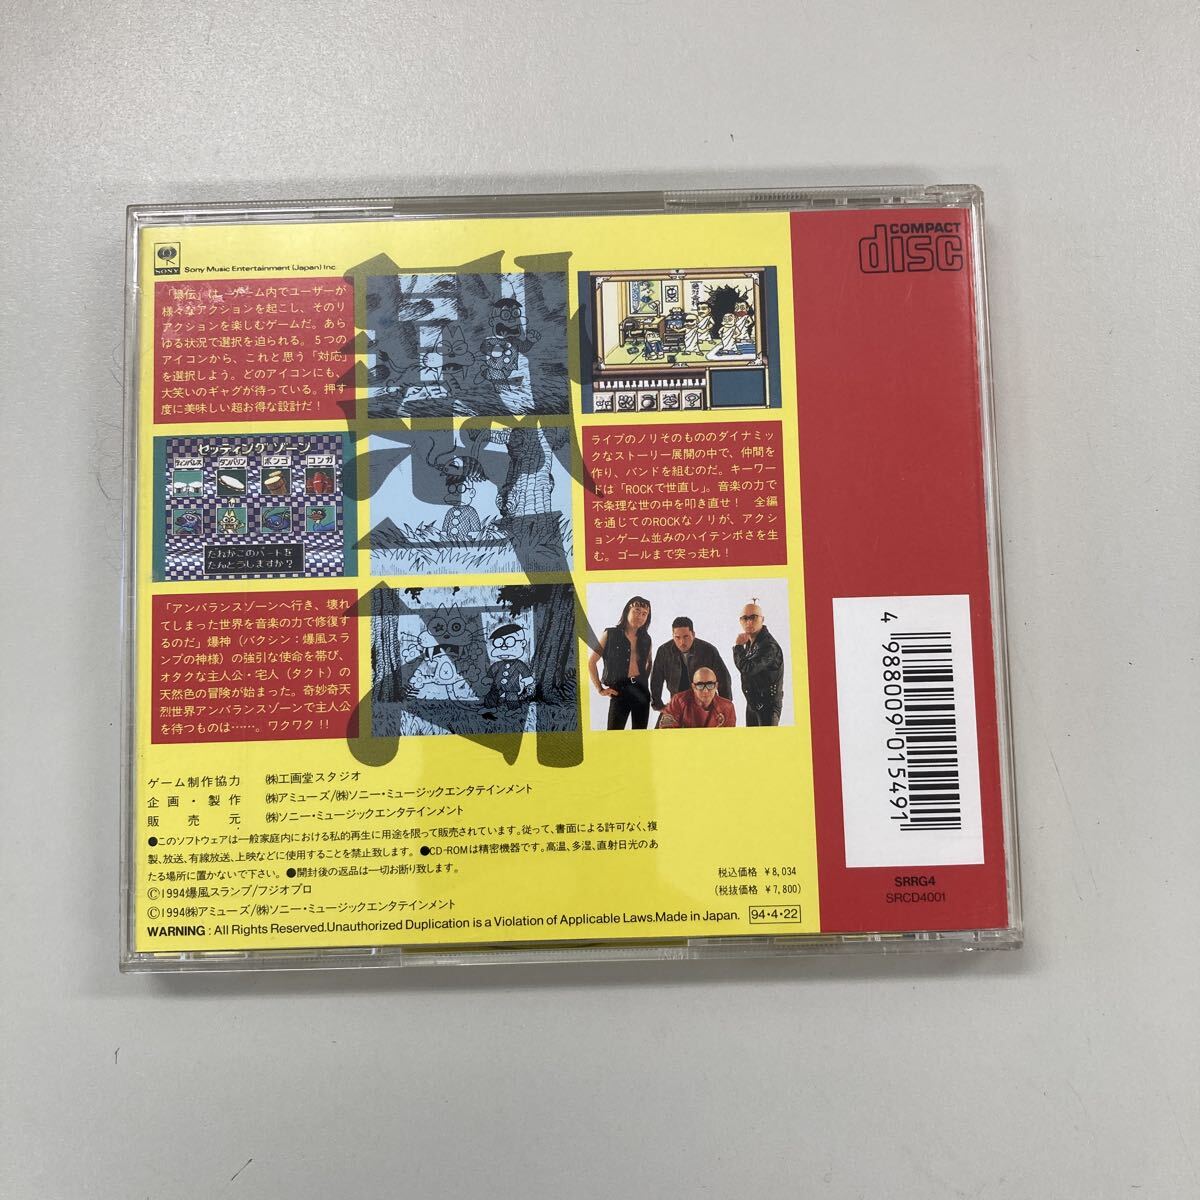 SONY
Sony Music Entertainment (Japan) Inc.
COMPACT
disc
伝」は、ゲーム内でユーザーが
様々なアクションを起こし、そのリ
アクションを楽しむゲームだ。あら
ゆる状況で選択を迫られる。5つの
アイコンから、これと思う「対応」
を選択しよう。どのアイコンにも、
大笑いのギャグが待っている。押す
度に美味しい超お得な設計だ!
セッティング・ゾーン
ティンバレス タンバリン ボンゴ コンガ
だれがこのパートを
たんとうしますか?
ライブのノリそのもののダイナミッ
クなストーリー展開の中で、仲間を
作り、バンドを組むのだ。キーワー
ドは「ROCKで世直し」。音楽の力で
不条理な世の中を叩き直せ! 全編
を通じてのROCKなノリが、アクシ
ョンゲーム並みのハイテンポさを生
む。ゴールまで突っ走れ!
「アンバランスゾーンへ行き、壊れ
てしまった世界を音楽の力で修復す
るのだ」爆神(バクシン:爆風スラ
ンプの神様)の強引な使命を帯び、
オタクな主人公・宅人(タクト)の
天然色の冒険が始まった。奇妙奇天
烈世界アンバランスゾーンで主人公
を待つものは……。ワクワク!!
ゲーム制作協力 ㈱工画堂スタジオ
企画・製作 ㈱アミューズ/㈱ソニー・ミュージックエンタテインメント
販売元 ㈱ソニー・ミュージックエンタテインメント
●このソフトウェアは一般家庭内における私的再生に用途を限って販売されています。従って、書面による許可なく、複
製、放送、有線放送、上映などに使用することを禁止致します。●CD-ROMは精密機器です。高温、多湿、直射日光のあ
たる場所に置かないで下さい。●開封後の返品は一切お断り致します。
税込価格 ¥8,034
(税抜価格 ¥7,800)
©1994爆風スランプ/フジオプロ
©1994㈱アミューズ/㈱ソニー・ミュージックエンタテインメント
WARNING : All Rights Reserved.Unauthorized Duplication is a Violation of Applicable Laws.Made in Japan.
94・4・22
4 988009 015491
SRRG4
SRCD4001